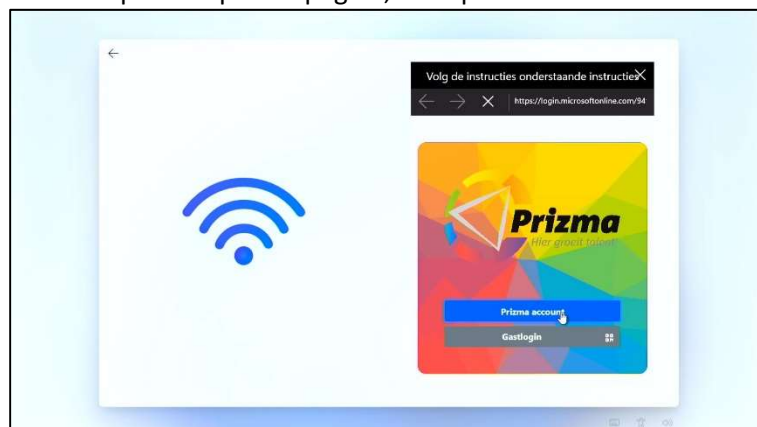 Volg de instructies onderstaande instructies
https://login.microsoftonline.com/94
Prizma
Hier groeit talent!
Prizma account
Gastlogin